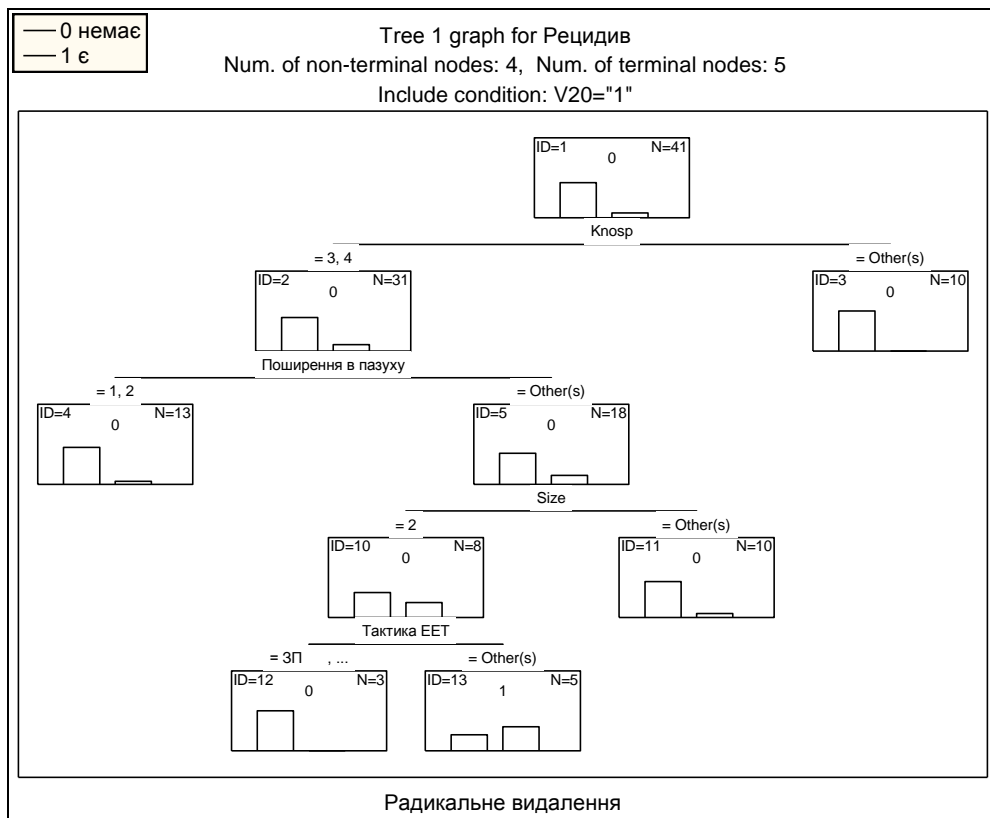 0 немає
1 є
Tree 1 graph for Рецидив
Num. of non-terminal nodes: 4, Num. of terminal nodes: 5
Include condition: V20="1"
ID=1 N=41
0
Knosp
= 3, 4 = Other(s)
ID=2 N=31 ID=3 N=10
0 0
Поширення в пазуху
= 1, 2 = Other(s)
ID=4 N=13 ID=5 N=18
0 0
Size
= 2 = Other(s)
ID=10 N=8 ID=11 N=10
0 0
Тактика ЕЕТ
= ЗП , ... = Other(s)
ID=12 N=3 ID=13 N=5
0 1
Радикальне видалення